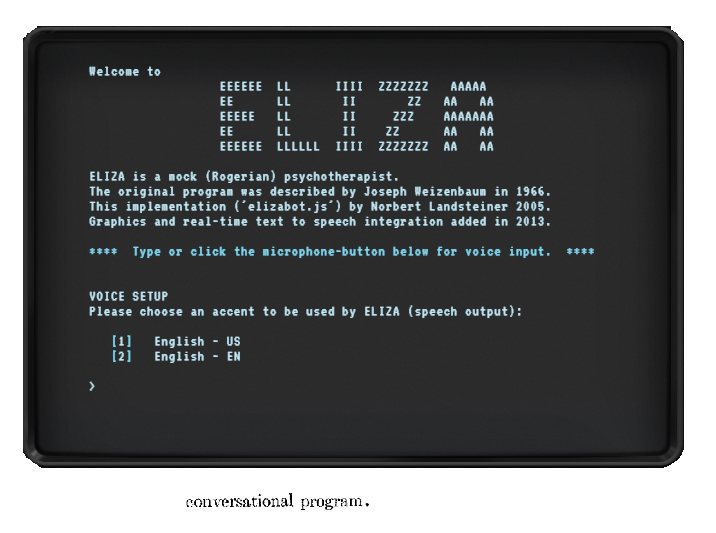 Welcome to
EEEEEE LL IIII ZZZZZZZ AAAAA
EE LL II ZZ AA AA
EEEEE LL II ZZZ AAAAAAA
EE LL II ZZ AA AA
EEEEEE LLLLLL IIII ZZZZZZZ AA AA
ELIZA is a mock (Rogerian) psychotherapist.
The original program was described by Joseph Weizenbaum in 1966.
This implementation (´elizabot.js´) by Norbert Landsteiner 2005.
Graphics and real-time text to speech integration added in 2013.
**** Type or click the microphone-button below for voice input. ****
VOICE SETUP
Please choose an accent to be used by ELIZA (speech output):
[1] English - US
[2] English - EN
❯
conversational program.